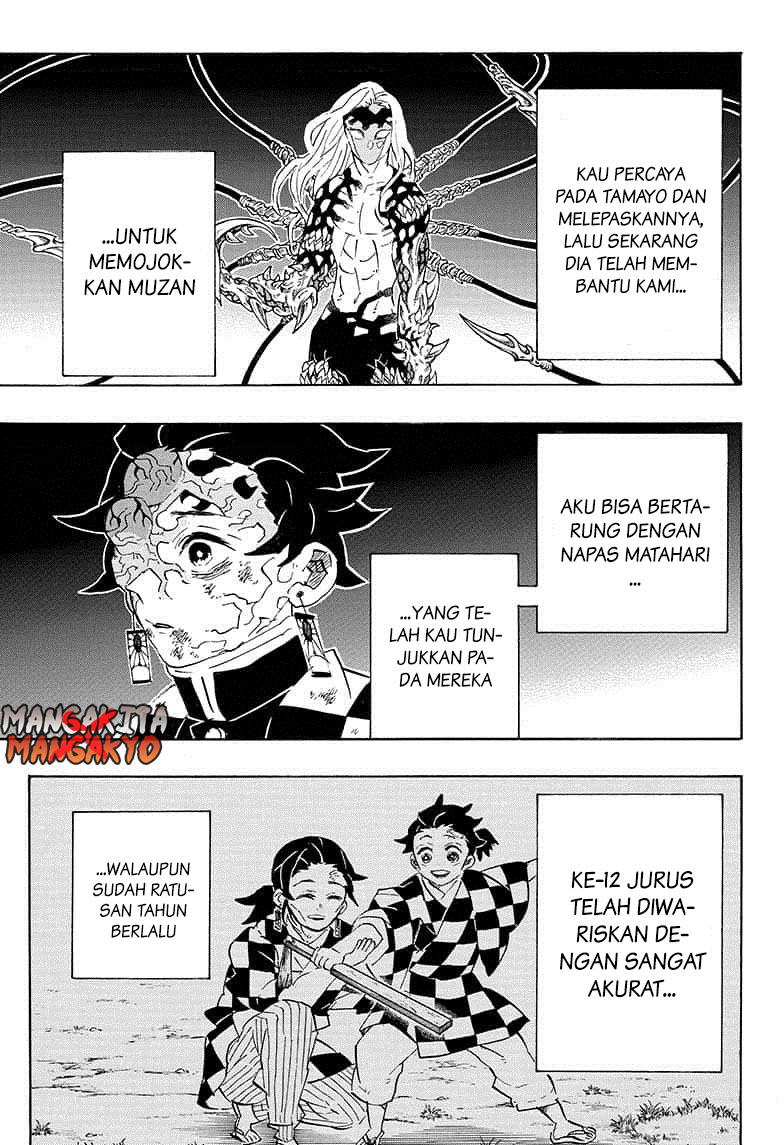 KAU PERCAYA
PADA TAMAYO DAN
MELEPASKANNYA,
LALU SEKARANG
DIA TELAH MEM-
BANTU KAMI...
...UNTUK
MEMOJOK-
KAN MUZAN
AKU BISA BERTA-
RUNG DENGAN
NAPAS MATAHARI
...
...YANG TE-
LAH KAU TUN-
JUKKAN PA-
DA MEREKA
MANGAKITA
MANGAKYO
KE-12 JURUS
TELAH DIWA-
RISKAN DE-
NGAN SANGAT
AKURAT...
...WALAUPUN
SUDAH RATU-
SAN TAHUN
BERLALU